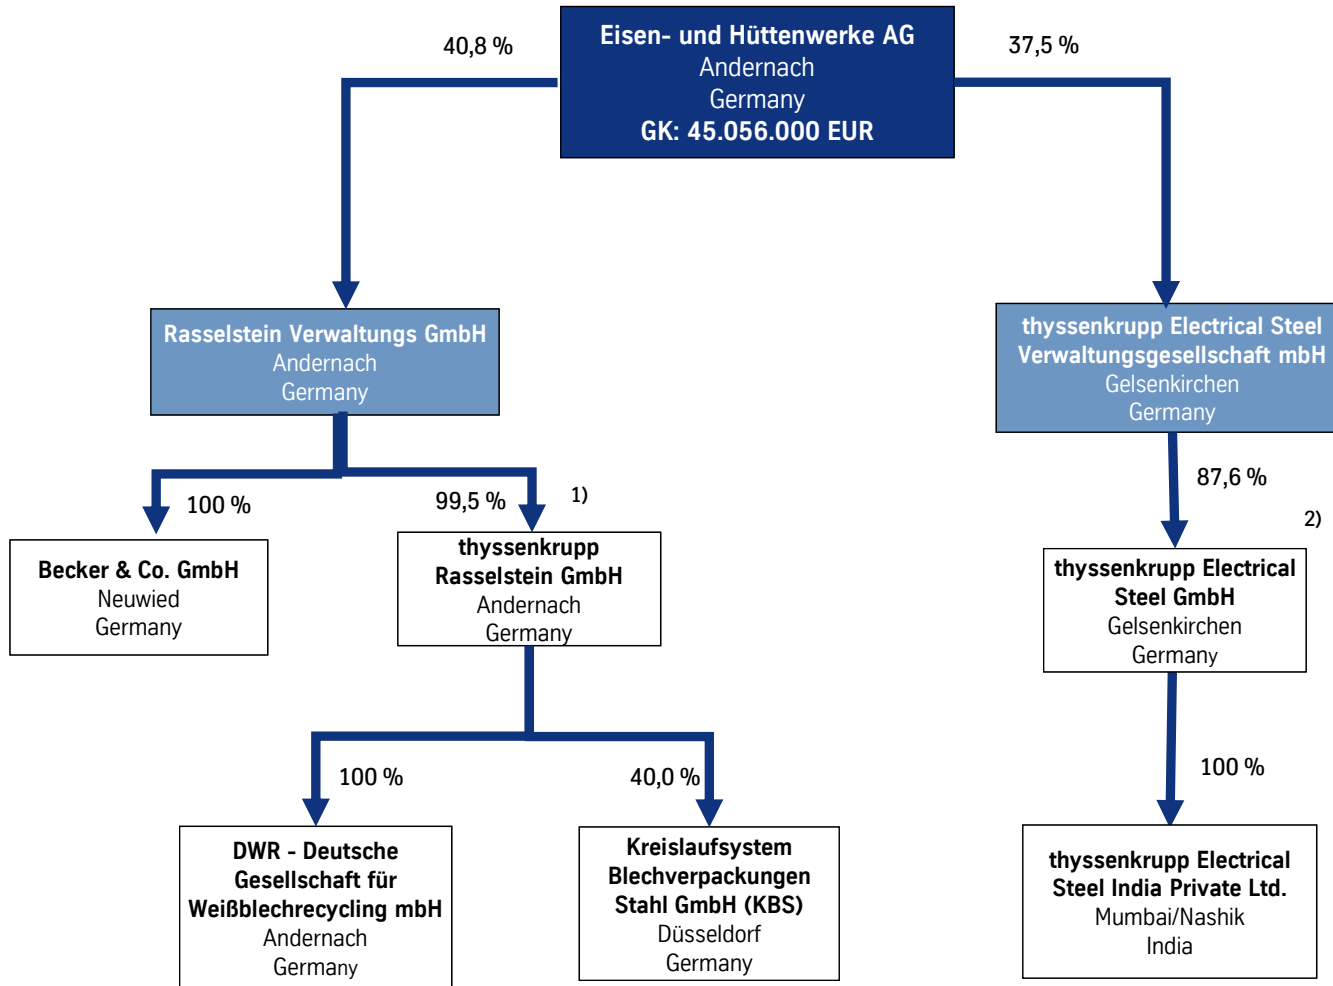 Eisen- und Hüttenwerke AG
Andernach
Germany
GK: 45.056.000 EUR
40,8 %
37,5 %
Rasselstein Verwaltungs GmbH
Andernach
Germany
thyssenkrupp Electrical Steel
Verwaltungsgesellschaft mbH
Gelsenkirchen
Germany
100 %
99,5 %
1)
87,6 %
2)
Becker & Co. GmbH
Neuwied
Germany
thyssenkrupp
Rasselstein GmbH
Andernach
Germany
thyssenkrupp Electrical
Steel GmbH
Gelsenkirchen
Germany
100 %
40,0 %
100 %
DWR - Deutsche
Gesellschaft für
Weißblechrecycling mbH
Andernach
Germany
Kreislaufsystem
Blechverpackungen
Stahl GmbH (KBS)
Düsseldorf
Germany
thyssenkrupp Electrical
Steel India Private Ltd.
Mumbai/Nashik
India